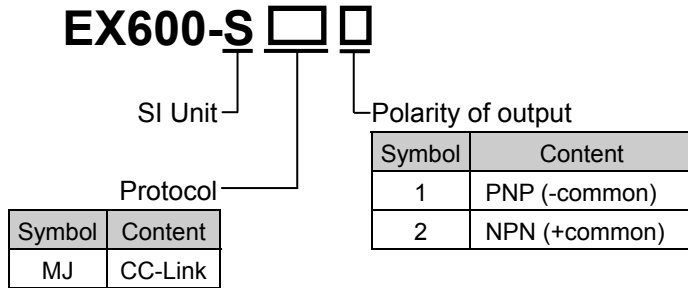 EX600-S □ □
SI Unit
Polarity of output
Symbol Content
1 PNP (-common)
2 NPN (+common)
Protocol
Symbol Content
MJ CC-Link